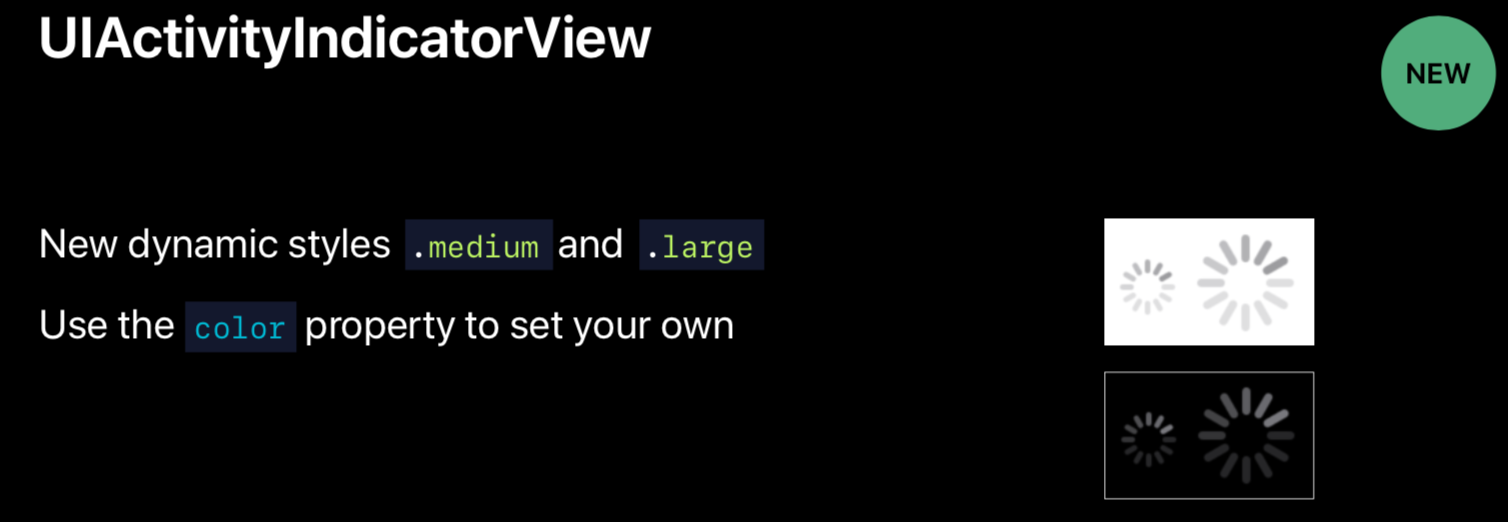 UIActivityIndicatorView
NEW
New dynamic styles .medium and .large
Use the color property to set your own